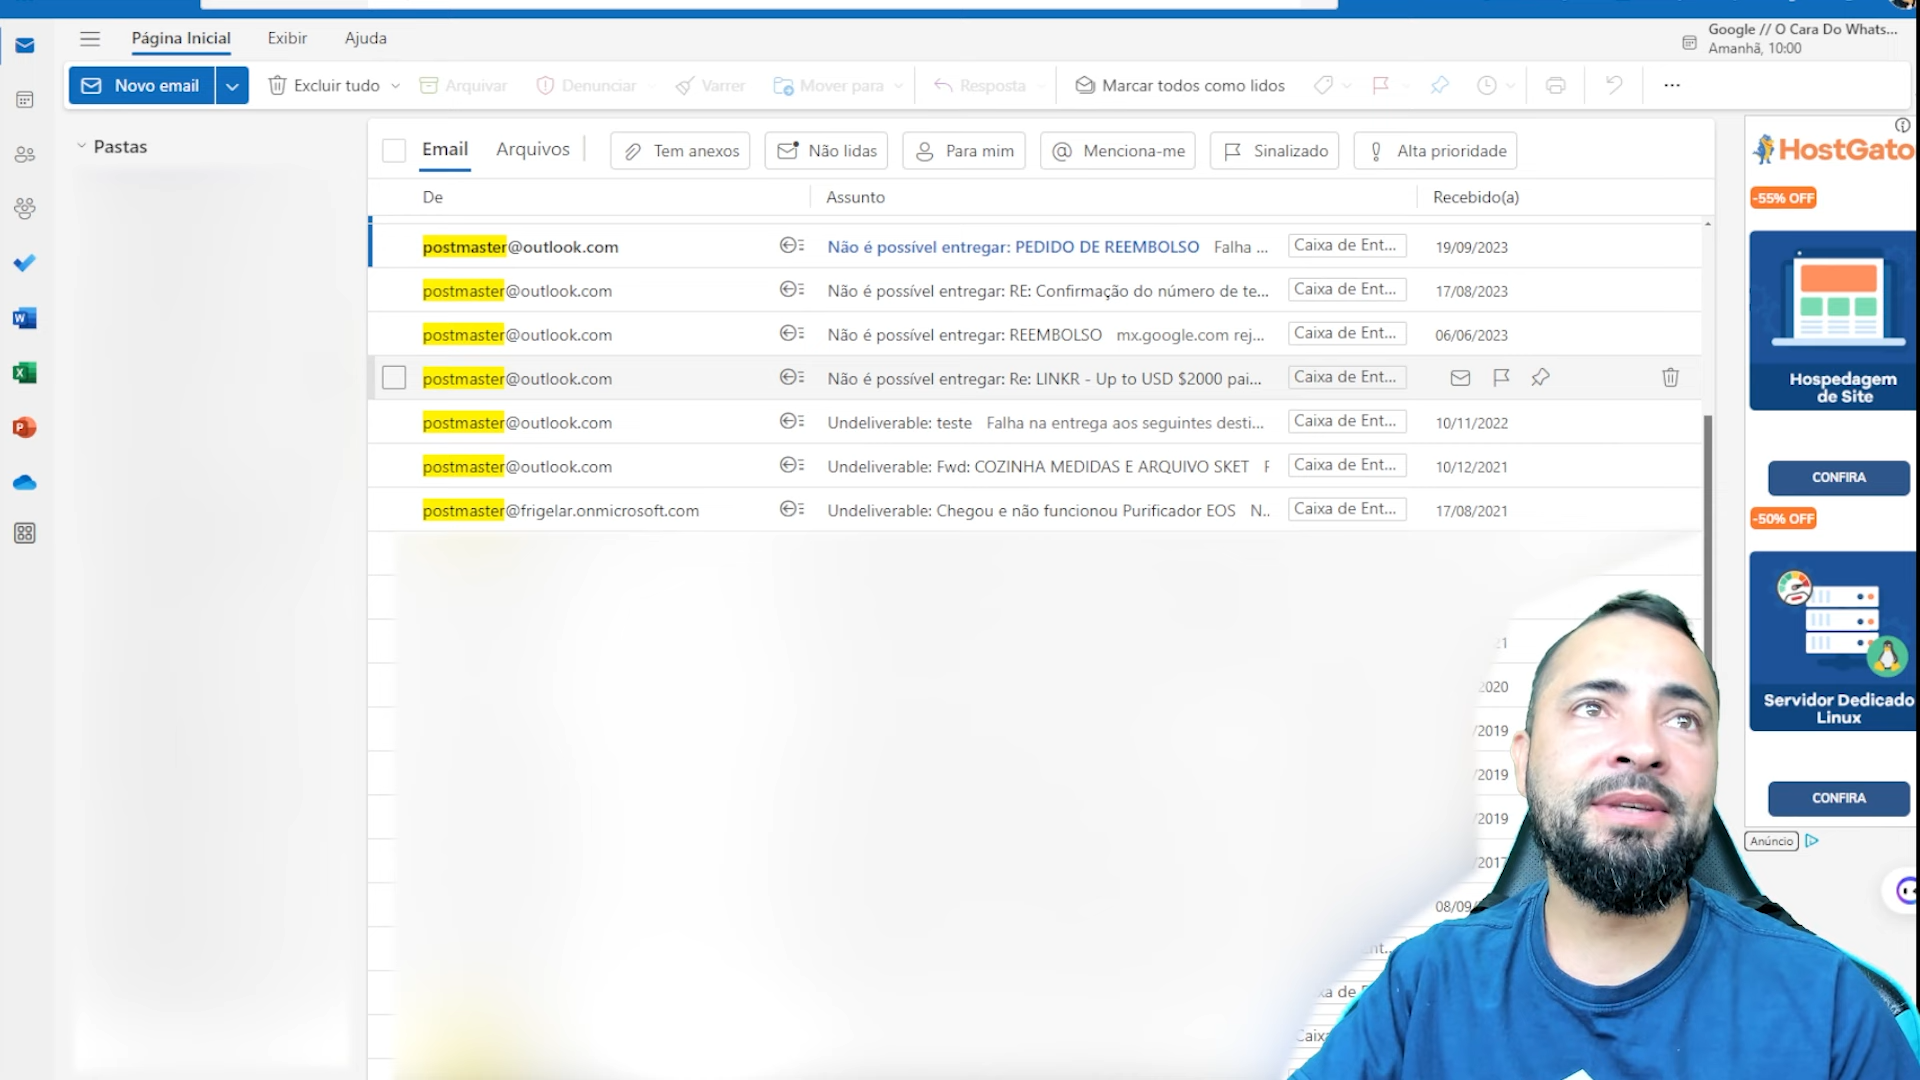 Página Inicial Exibir Ajuda
Google // O Cara Do Whats...
Amanhã, 10:00
Novo email Excluir tudo Arquivar Denunciar Varrer Mover para Resposta Marcar todos como lidos ...
Pastas
Email Arquivos Tem anexos Não lidas Para mim @ Menciona-me Sinalizado Alta prioridade
De Assunto Recebido(a)
postmaster@outlook.com Não é possível entregar: PEDIDO DE REEMBOLSO Falha ... Caixa de Ent... 19/09/2023
postmaster@outlook.com Não é possível entregar: RE: Confirmação do número de te... Caixa de Ent... 17/08/2023
postmaster@outlook.com Não é possível entregar: REEMBOLSO mx.google.com rej... Caixa de Ent... 06/06/2023
postmaster@outlook.com Não é possível entregar: Re: LINKR - Up to USD $2000 pai... Caixa de Ent...
postmaster@outlook.com Undeliverable: teste Falha na entrega aos seguintes desti... Caixa de Ent... 10/11/2022
postmaster@outlook.com Undeliverable: Fwd: COZINHA MEDIDAS E ARQUIVO SKET F Caixa de Ent... 10/12/2021
postmaster@frigelar.onmicrosoft.com Undeliverable: Chegou e não funcionou Purificador EOS N... Caixa de Ent... 17/08/2021
/2019
/2019
/2019
/2017
08/09/
HostGato
-55% OFF
Hospedagem
de Site
CONFIRA
-50% OFF
Servidor Dedicado
Linux
CONFIRA
Anúncio